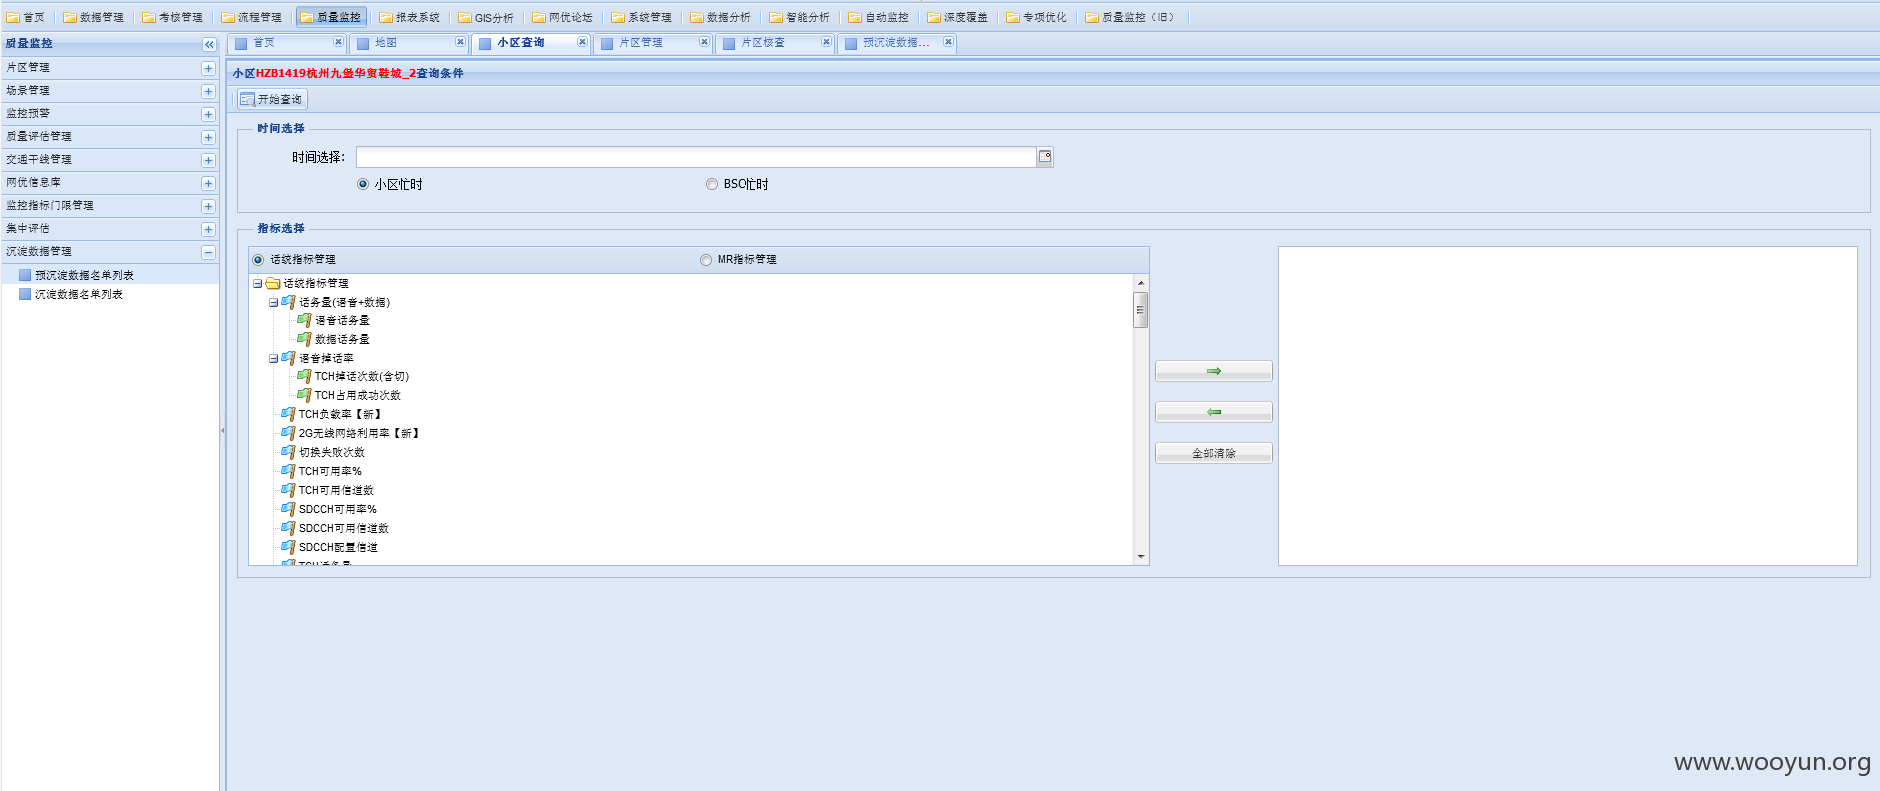 首页 数据管理 考核管理 流程管理 质量监控 报表系统 GIS分析 网优论坛 系统管理 数据分析 智能分析 自动监控 深度覆盖 专项优化 质量监控（旧）
质量监控
片区管理
场景管理
监控预警
质量评估管理
交通干线管理
网优信息库
监控指标门限管理
集中评估
沉淀数据管理
预沉淀数据名单列表
沉淀数据名单列表
首页 地图 小区查询 片区管理 片区核查 预沉淀数据...
小区HZB1419杭州九堡华贸鞋城_2查询条件
开始查询
时间选择
时间选择:
小区忙时 BSC忙时
指标选择
话统指标管理 MR指标管理
话统指标管理
话务量(语音+数据)
语音话务量
数据话务量
语音掉话率
TCH掉话次数(含切)
TCH占用成功次数
TCH负载率【新】
2G无线网络利用率【新】
切换失败次数
TCH可用率%
TCH可用信道数
SDCCH可用率%
SDCCH可用信道数
SDCCH配置信道
TCH话务量
全部清除
www.wooyun.org